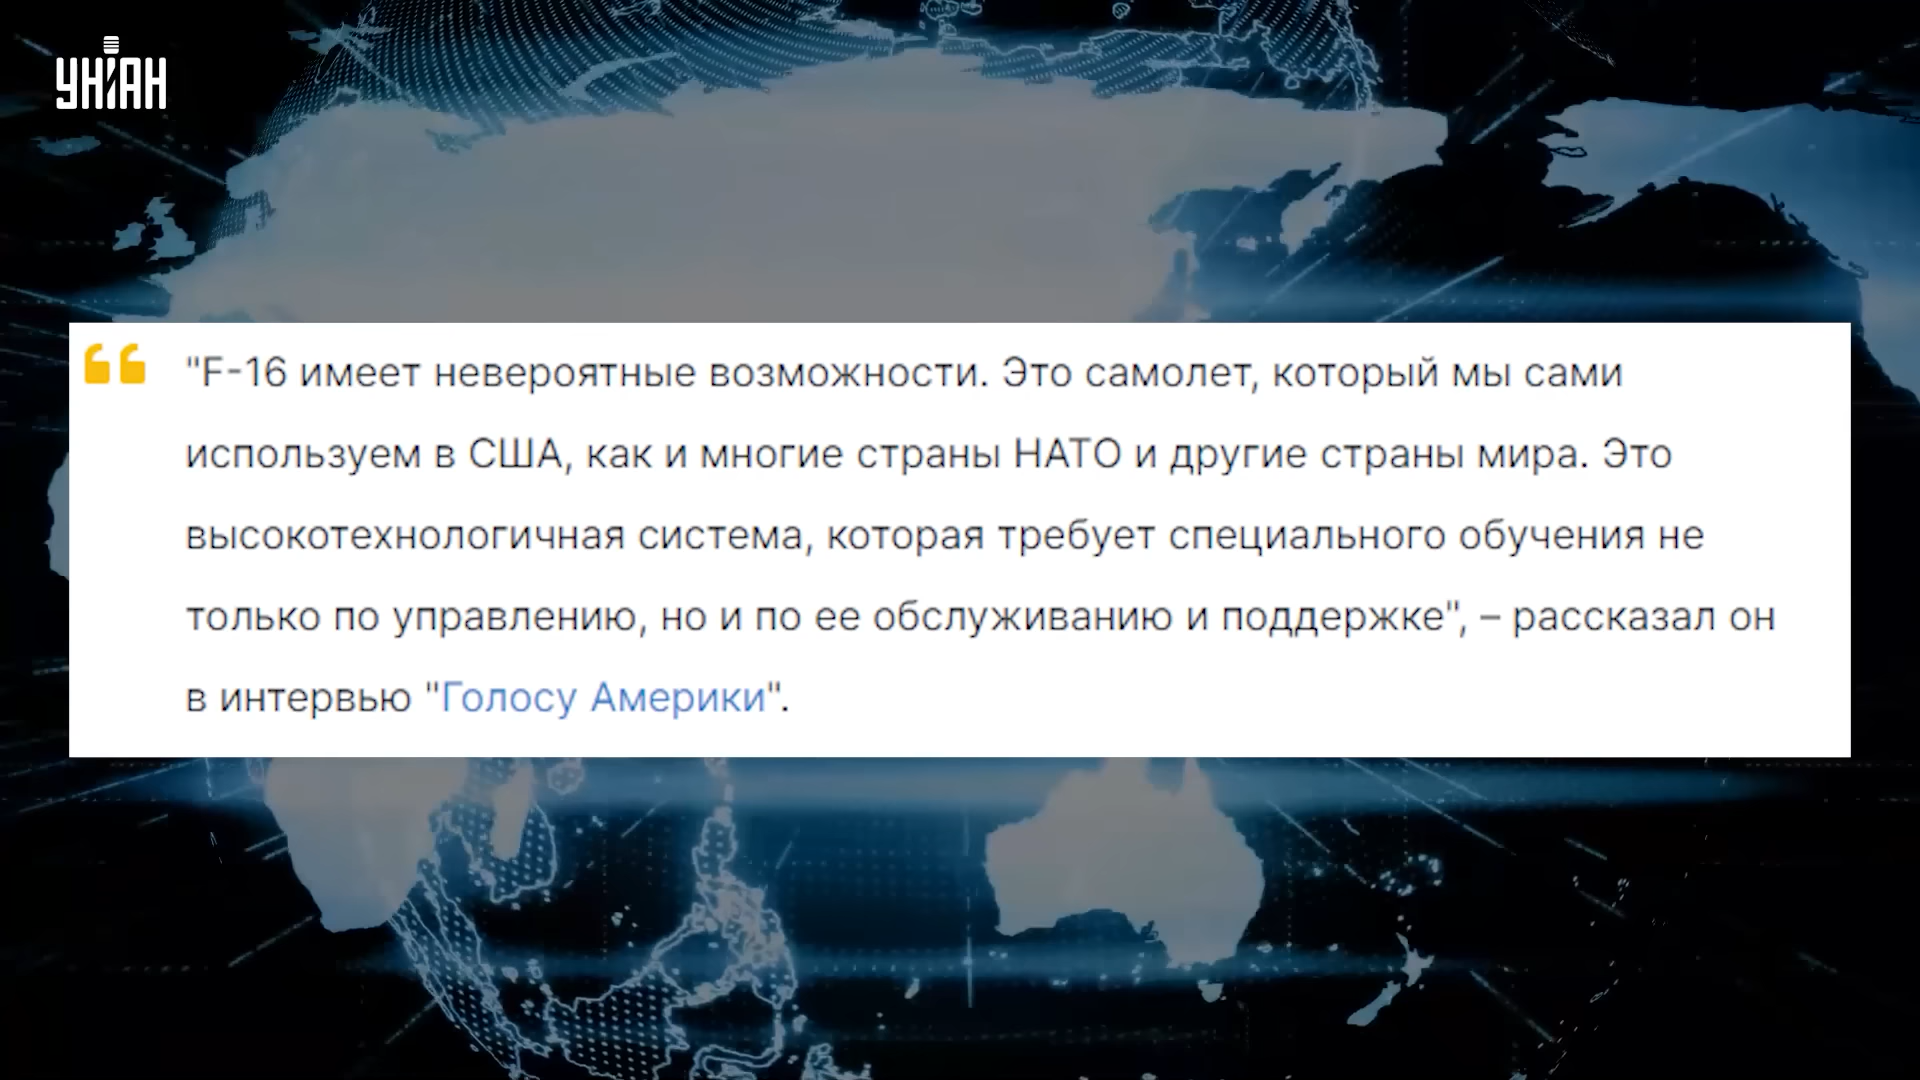 УНІАН
"F-16 имеет невероятные возможности. Это самолет, который мы сами
используем в США, как и многие страны НАТО и другие страны мира. Это
высокотехнологичная система, которая требует специального обучения не
только по управлению, но и по ее обслуживанию и поддержке", – рассказал он
в интервью "Голосу Америки".